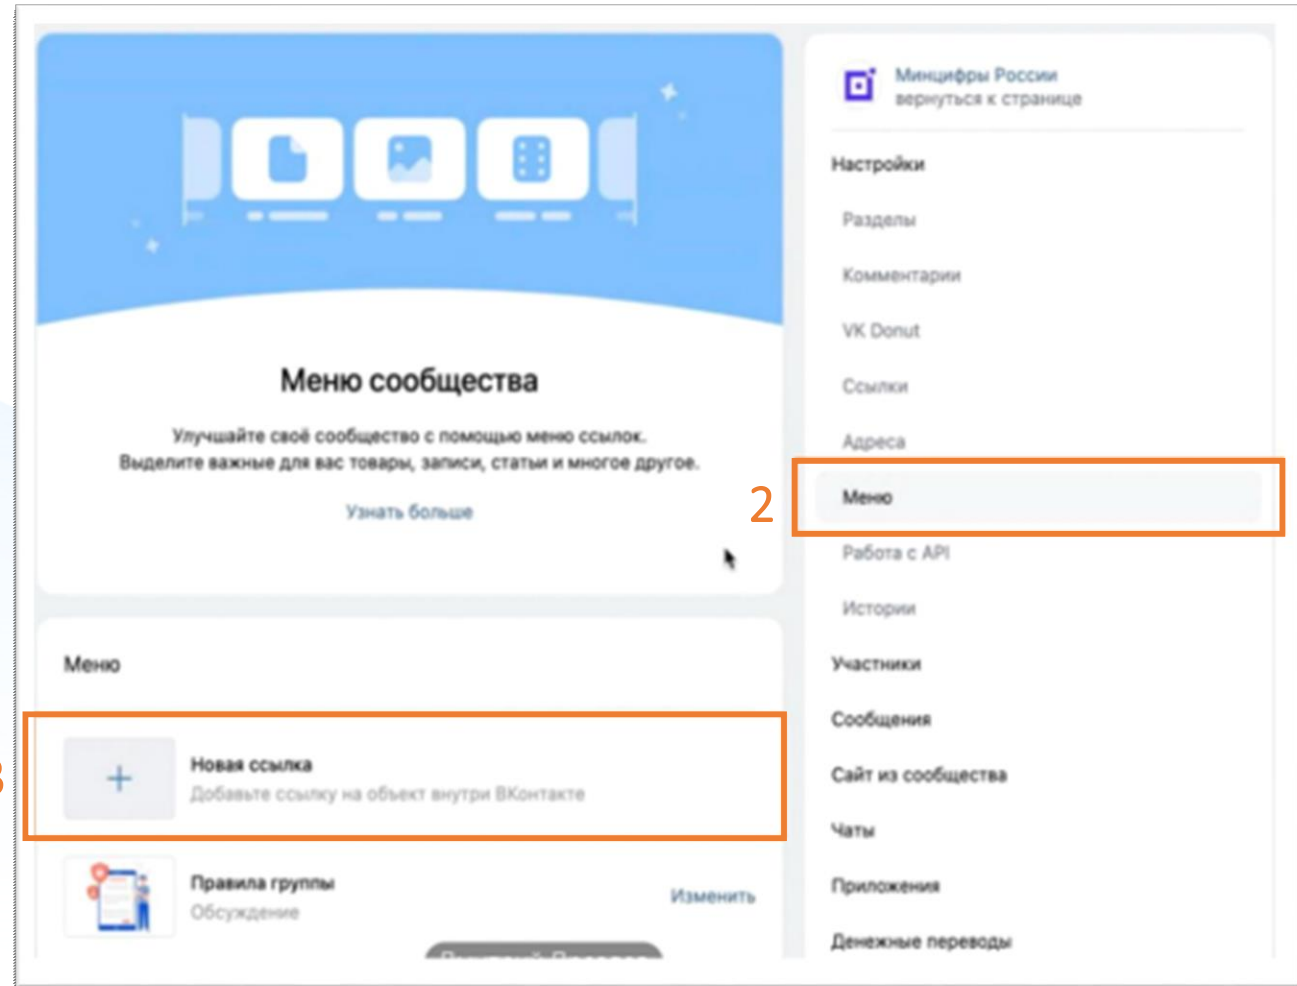 Меню сообщества
Улучшайте своё сообщество с помощью меню ссылок.
Выделите важные для вас товары, записи, статьи и многое другое.
Узнать больше
Меню
3
Новая ссылка
Добавьте ссылку на объект внутри ВКонтакте
Правила группы
Обсуждение
Изменить
Минцифры России
вернуться к странице
Настройки
Разделы
Комментарии
VK Donut
Ссылки
Адреса
2
Меню
Работа с API
Истории
Участники
Сообщения
Сайт из сообщества
Чаты
Приложения
Денежные переводы